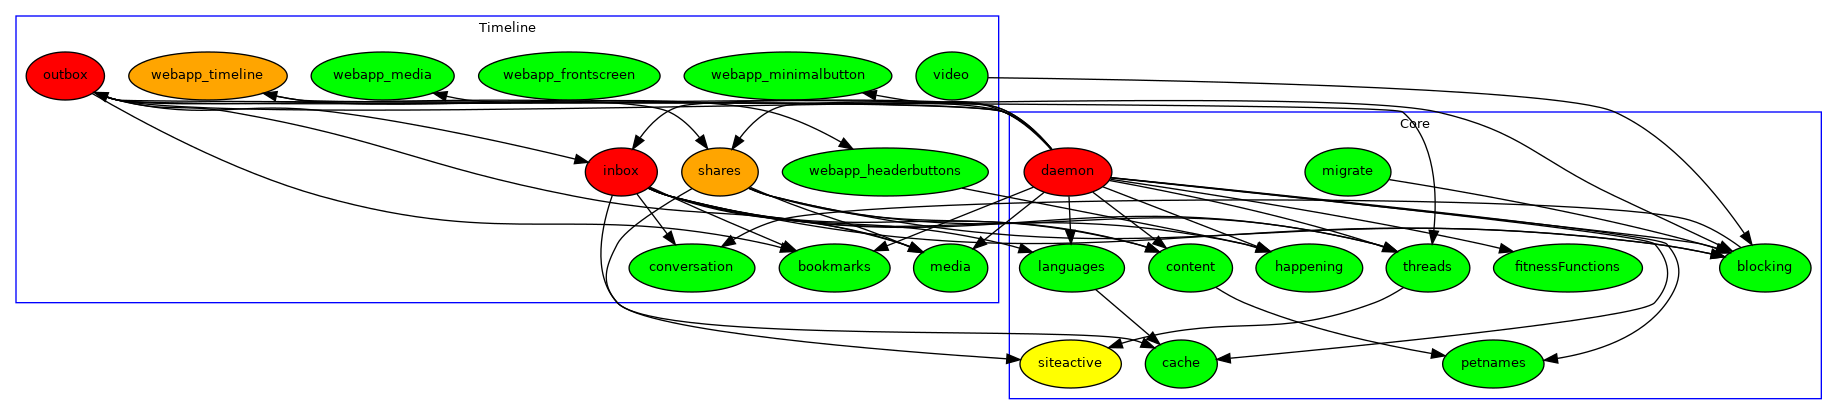 Timeline
outbox
webapp_timeline
webapp_media
webapp_frontscreen
webapp_minimalbutton
video
Core
inbox
shares
webapp_headerbuttons
daemon
migrate
conversation
bookmarks
media
languages
content
happening
threads
fitnessFunctions
blocking
siteactive
cache
petnames